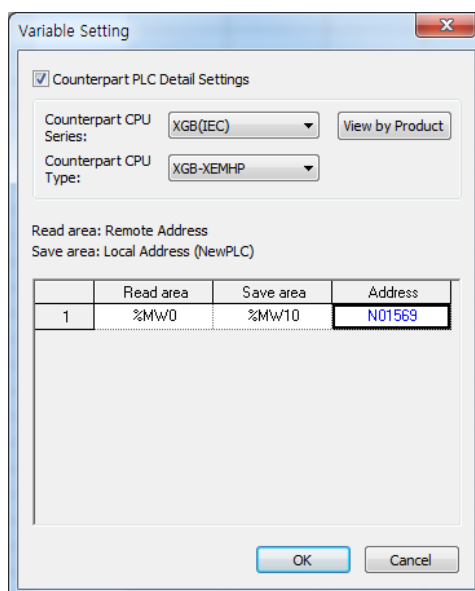 Variable Setting
Counterpart PLC Detail Settings
Counterpart CPU Series: XGB(IEC) View by Product
Counterpart CPU Type: XGB-XEMHP
Read area: Remote Address
Save area: Local Address (NewPLC)
Read area Save area Address
1 %MW0 %MW10 N01569
OK Cancel